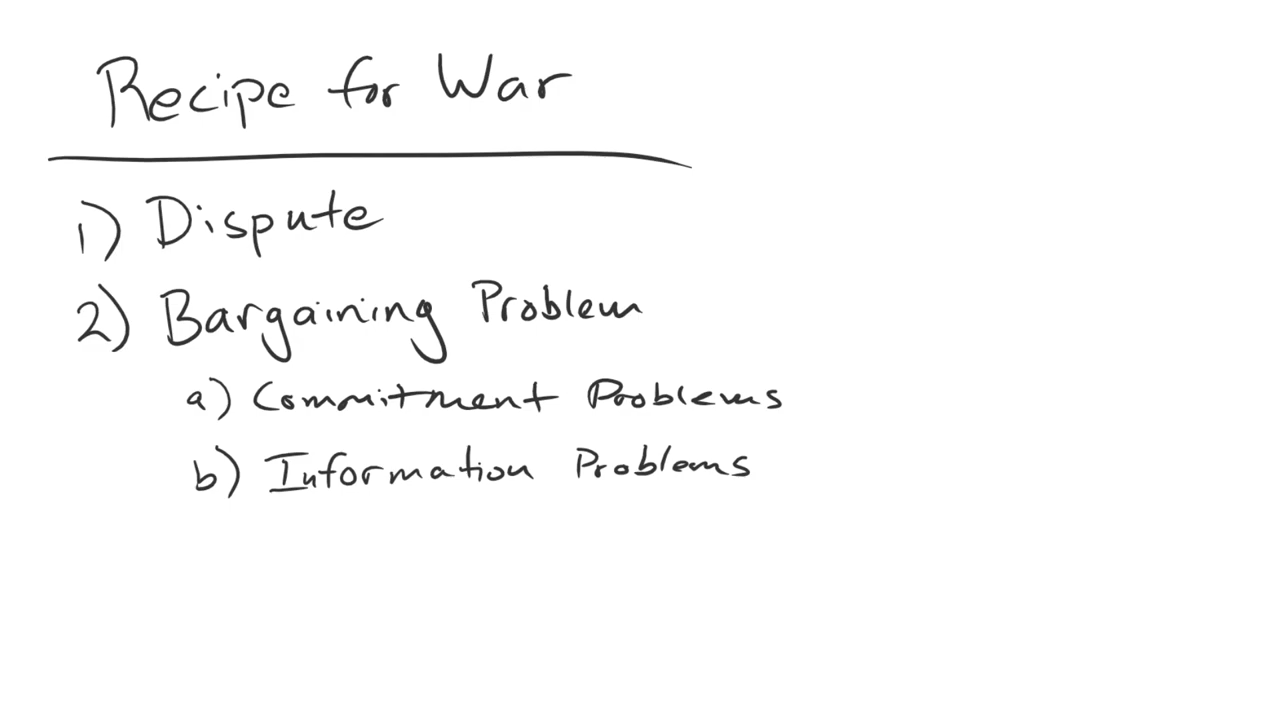 Recipe for War
1) Dispute
2) Bargaining Problem
a) Commitment Problems
b) Information Problems